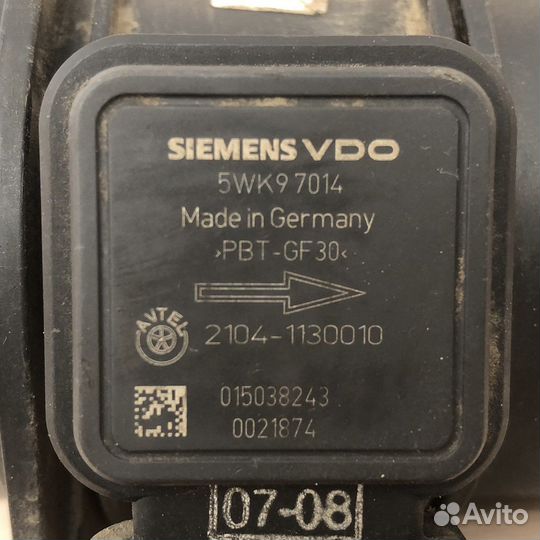 SIEMENS VDO
5WK9 7014
Made in Germany
›PBT-GF30‹
AVTEL
2104-1130010
015038243
0021874
07-08
Avito